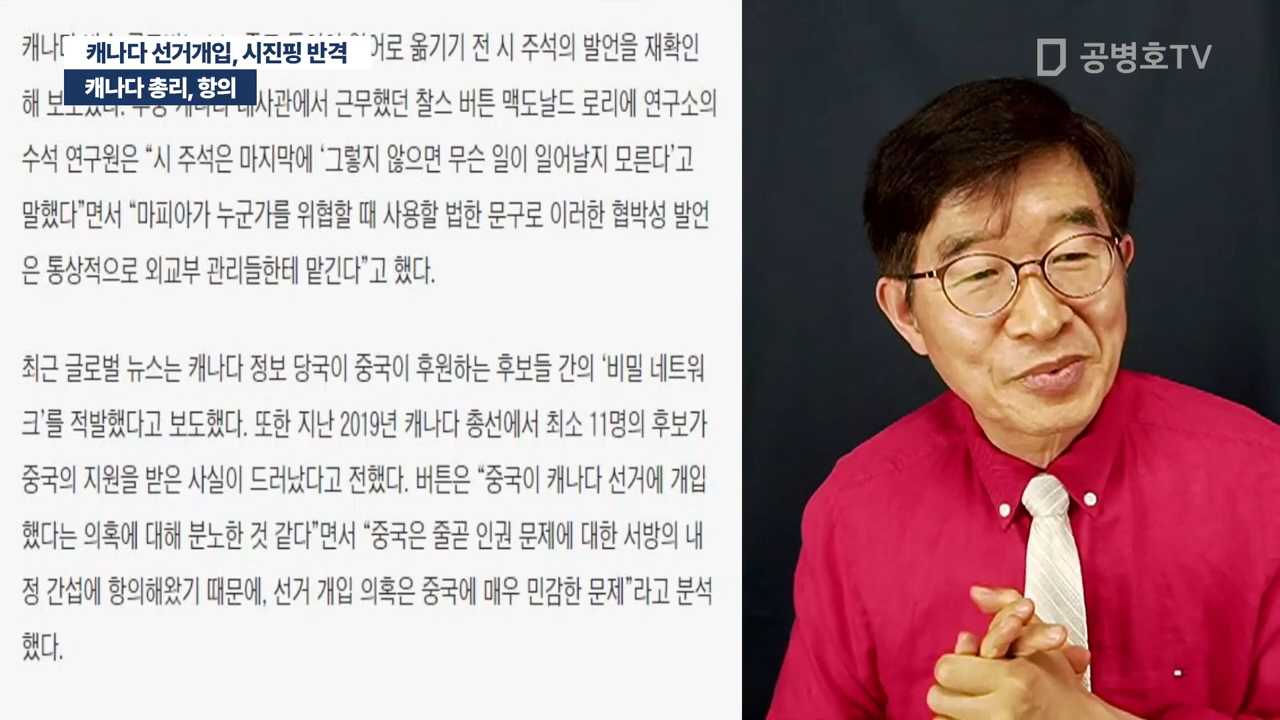 캐나다 선거개입, 시진핑 반격
캐나다 총리, 항의
공병호TV
옮기기 전 시 주석의 발언을 재확인
대사관에서 근무했던 찰스 버튼 맥도날드 로리에 연구소의
수석 연구원은 “시 주석은 마지막에 ‘그렇지 않으면 무슨 일이 일어날지 모른다’고
말했다”면서 “마피아가 누군가를 위협할 때 사용할 법한 문구로 이러한 협박성 발언
은 통상적으로 외교부 관리들한테 맡긴다”고 했다.
최근 글로벌 뉴스는 캐나다 정보 당국이 중국이 후원하는 후보들 간의 ‘비밀 네트워
크’를 적발했다고 보도했다. 또한 지난 2019년 캐나다 총선에서 최소 11명의 후보가
중국의 지원을 받은 사실이 드러났다고 전했다. 버튼은 “중국이 캐나다 선거에 개입
했다는 의혹에 대해 분노한 것 같다”면서 “중국은 줄곧 인권 문제에 대한 서방의 내
정 간섭에 항의해왔기 때문에, 선거 개입 의혹은 중국에 매우 민감한 문제”라고 분석
했다.